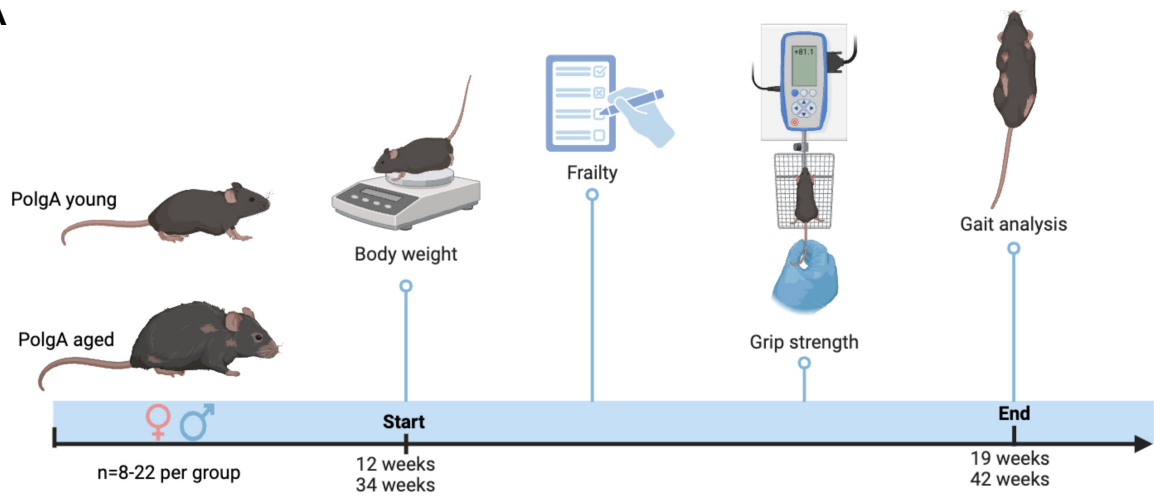 A
+81.1
Frailty
PolgA young
Gait analysis
Body weight
PolgA aged
Grip strength
Start
End
n=8-22 per group
12 weeks
34 weeks
19 weeks
42 weeks